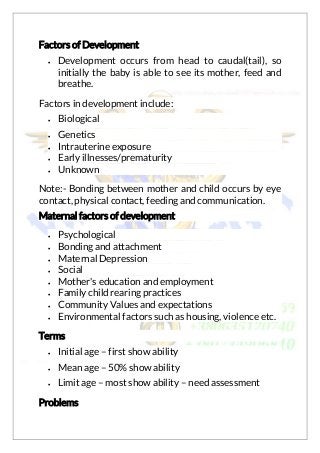 Factors of Development
• Development occurs from head to caudal(tail), so
initially the baby is able to see its mother, feed and
breathe.
Factors in development include:
• Biological
• Genetics
• Intrauterine exposure
• Early illnesses/prematurity
• Unknown
Note:- Bonding between mother and child occurs by eye
contact, physical contact, feeding and communication.
Maternal factors of development
• Psychological
• Bonding and attachment
• Maternal Depression
• Social
• Mother's education and employment
• Family child rearing practices
• Community Values and expectations
• Environmental factors such as housing, violence etc.
Terms
• Initial age – first show ability
• Mean age – 50% show ability
• Limit age – most show ability – need assessment
Problems